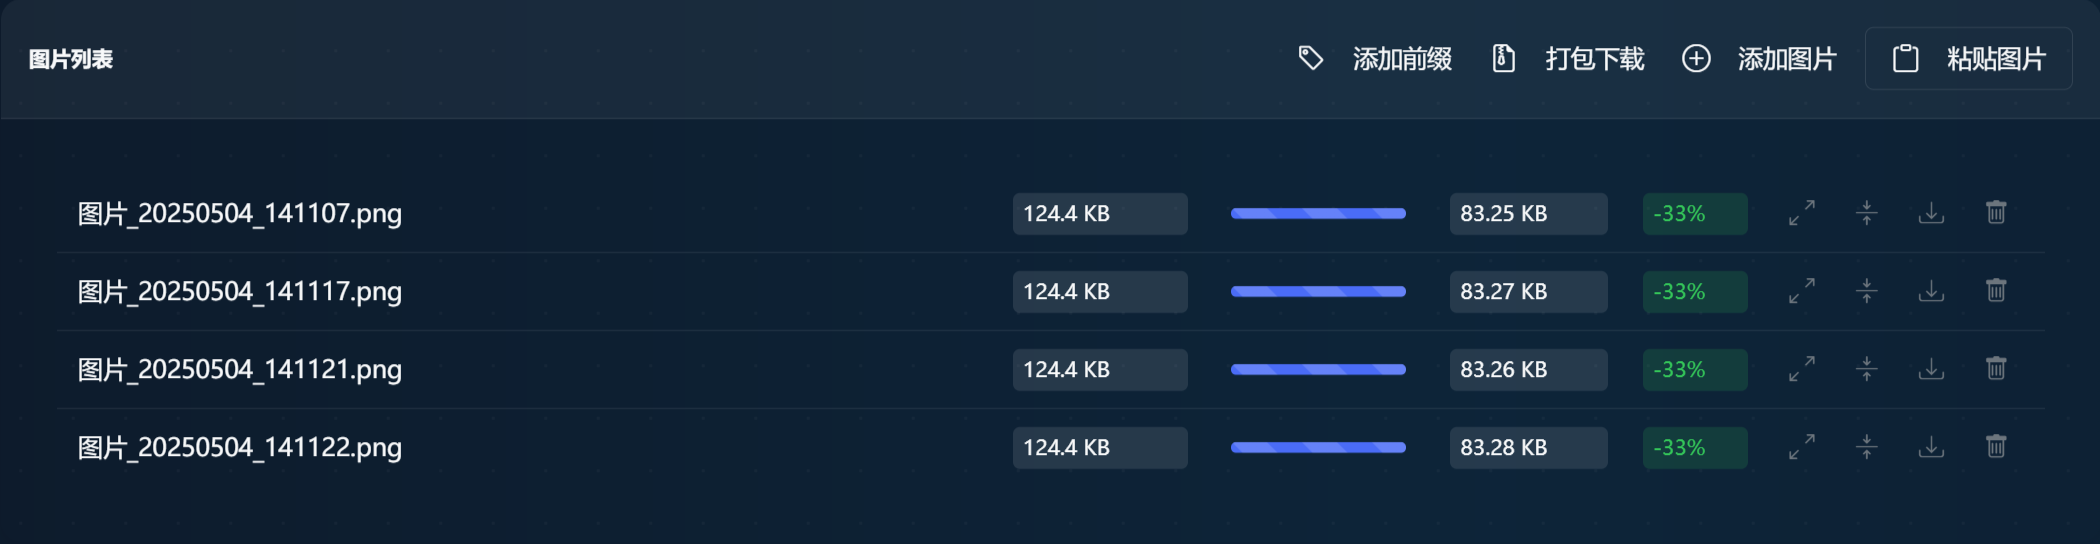 图片列表 添加前缀 打包下载 添加图片 粘贴图片
图片_20250504_141107.png 124.4 KB 83.25 KB -33%
图片_20250504_141117.png 124.4 KB 83.27 KB -33%
图片_20250504_141121.png 124.4 KB 83.26 KB -33%
图片_20250504_141122.png 124.4 KB 83.28 KB -33%